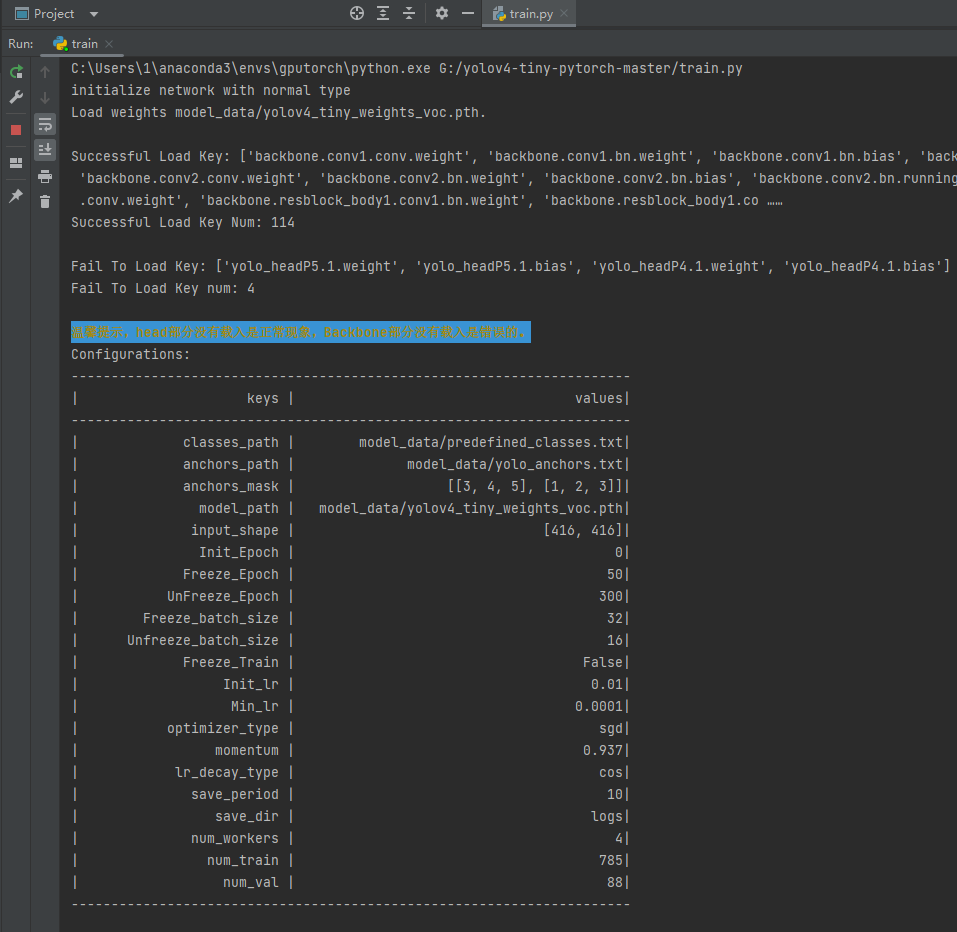 Project
train.py
Run:
train
C:\Users\1\anaconda3\envs\gputorch\python.exe G:/yolov4-tiny-pytorch-master/train.py
initialize network with normal type
Load weights model_data/yolov4_tiny_weights_voc.pth.
Successful Load Key: ['backbone.conv1.conv.weight', 'backbone.conv1.bn.weight', 'backbone.conv1.bn.bias', 'back
'backbone.conv2.conv.weight', 'backbone.conv2.bn.weight', 'backbone.conv2.bn.bias', 'backbone.conv2.bn.running
.conv.weight', 'backbone.resblock_body1.conv1.bn.weight', 'backbone.resblock_body1.co ……
Successful Load Key Num: 114
Fail To Load Key: ['yolo_headP5.1.weight', 'yolo_headP5.1.bias', 'yolo_headP4.1.weight', 'yolo_headP4.1.bias']
Fail To Load Key num: 4
温馨提示，head部分没有载入是正常现象，Backbone部分没有载入是错误的。
Configurations:
----------------------------------------------------------------------
| keys | values|
----------------------------------------------------------------------
| classes_path | model_data/predefined_classes.txt|
| anchors_path | model_data/yolo_anchors.txt|
| anchors_mask | [[3, 4, 5], [1, 2, 3]]|
| model_path | model_data/yolov4_tiny_weights_voc.pth|
| input_shape | [416, 416]|
| Init_Epoch | 0|
| Freeze_Epoch | 50|
| UnFreeze_Epoch | 300|
| Freeze_batch_size | 32|
| Unfreeze_batch_size | 16|
| Freeze_Train | False|
| Init_lr | 0.01|
| Min_lr | 0.0001|
| optimizer_type | sgd|
| momentum | 0.937|
| lr_decay_type | cos|
| save_period | 10|
| save_dir | logs|
| num_workers | 4|
| num_train | 785|
| num_val | 88|
----------------------------------------------------------------------